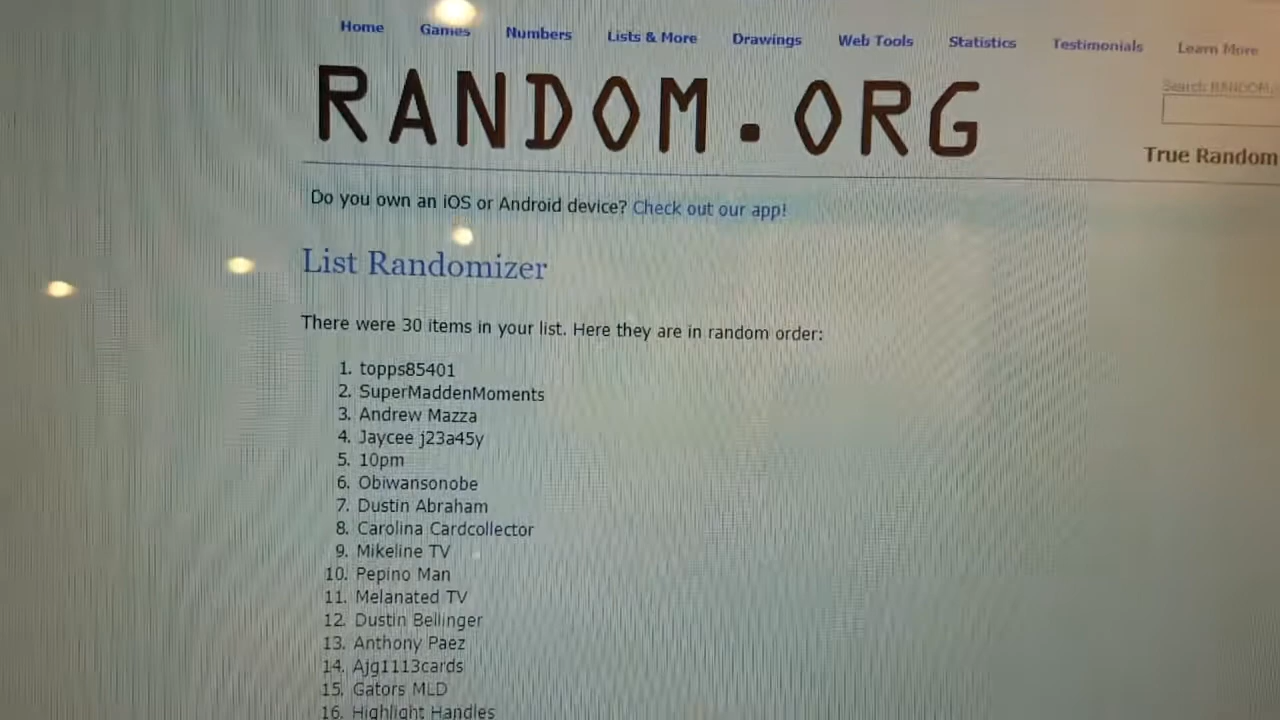 Home Games Numbers Lists & More Drawings Web Tools Statistics Testimonials Learn More
RANDOM.ORG
Search RANDOM.
True Random
Do you own an iOS or Android device? Check out our app!
List Randomizer
There were 30 items in your list. Here they are in random order:
1. topps85401
2. SuperMaddenMoments
3. Andrew Mazza
4. Jaycee j23a45y
5. 10pm
6. Obiwansonobe
7. Dustin Abraham
8. Carolina Cardcollector
9. Mikeline TV
10. Pepino Man
11. Melanated TV
12. Dustin Bellinger
13. Anthony Paez
14. Ajg1113cards
15. Gators MLD
16. Highlight Handles